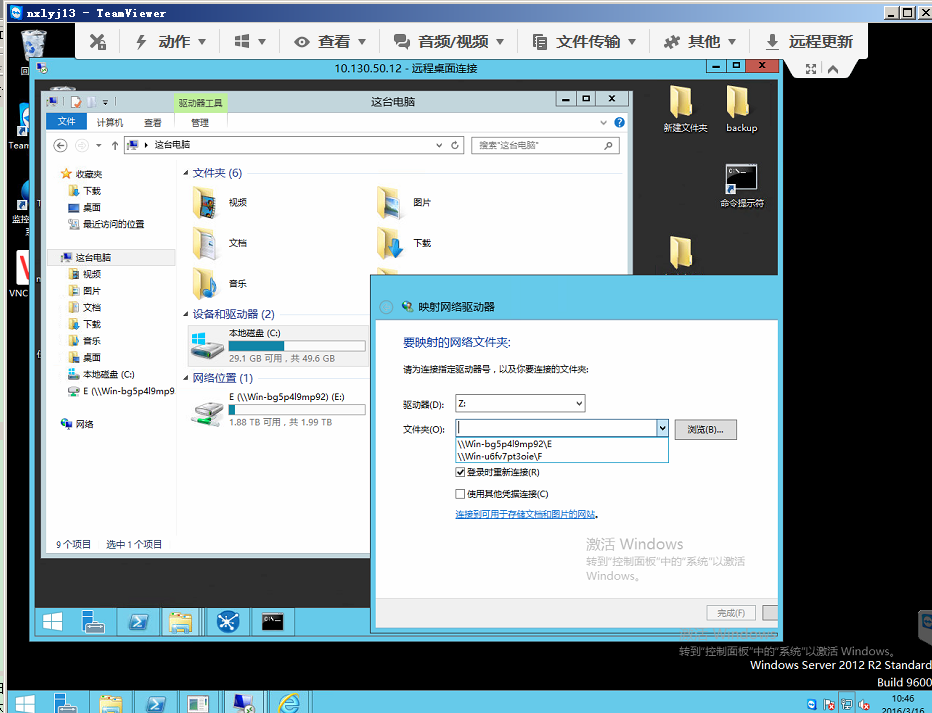 nxlyj13 - TeamViewer
动作
查看
音频/视频
文件传输
其他
远程更新
10.130.50.12 - 远程桌面连接
驱动器工具
这台电脑
文件
计算机
查看
管理
这台电脑
搜索"这台电脑"
新建文件夹
backup
命令提示符
收藏夹
下载
桌面
最近访问的位置
这台电脑
视频
图片
文档
下载
音乐
桌面
本地磁盘 (C:)
E (\\Win-bg5p4l9mp9
网络
文件夹 (6)
视频
图片
文档
下载
音乐
设备和驱动器 (2)
本地磁盘 (C:)
29.1 GB 可用，共 49.6 GB
网络位置 (1)
E (\\Win-bg5p4l9mp92) (E:)
1.88 TB 可用，共 1.99 TB
9 个项目 选中 1 个项目
映射网络驱动器
要映射的网络文件夹:
请为连接指定驱动器号，以及你要连接的文件夹:
驱动器(D):
Z:
文件夹(O):
浏览(B)...
\\Win-bg5p4l9mp92\E
\\Win-u6fv7pt3oie\F
登录时重新连接(R)
使用其他凭据连接(C)
连接到可用于存储文档和图片的网站。
激活 Windows
转到"控制面板"中的"系统"以激活
Windows。
完成(F)
转到"控制面板"中的"系统"以激活 Windows。
Windows Server 2012 R2 Standard
Build 9600
10:46
2016/3/16